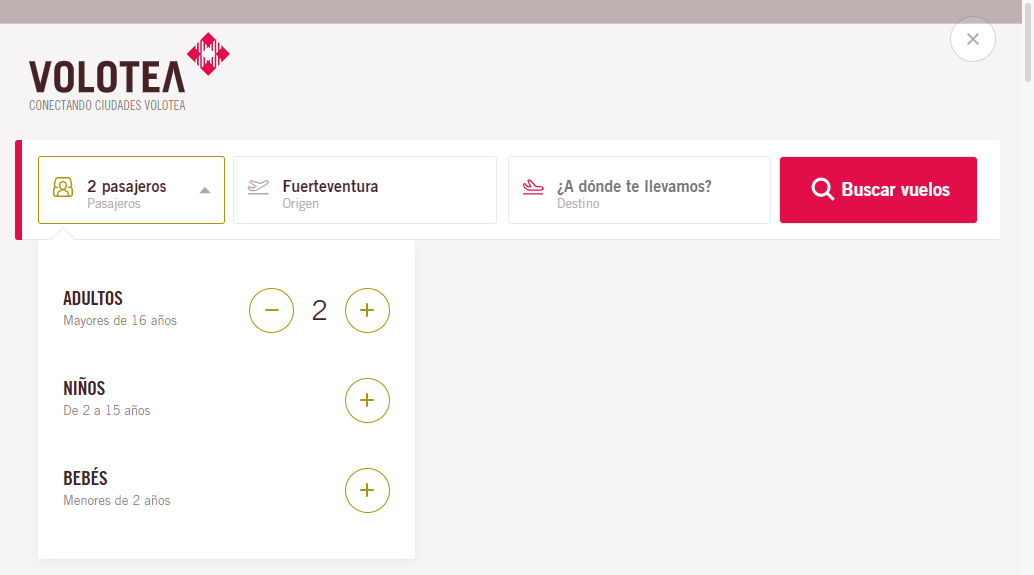 VOLOTEA
CONECTANDO CIUDADES VOLOTEA
2 pasajeros
Pasajeros
Fuerteventura
Origen
¿A dónde te llevamos?
Destino
Buscar vuelos
ADULTOS
Mayores de 16 años
2
NIÑOS
De 2 a 15 años
BEBÉS
Menores de 2 años